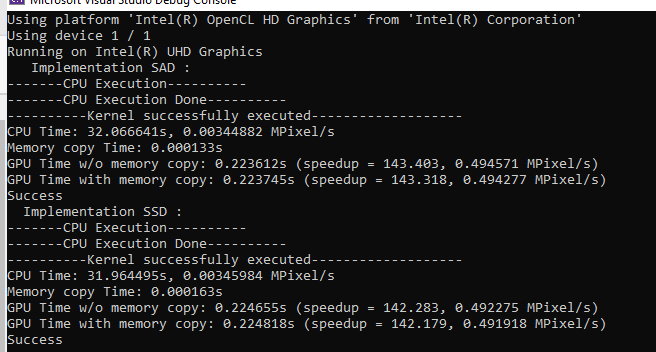 Microsoft Visual Studio Debug Console
Using platform 'Intel(R) OpenCL HD Graphics' from 'Intel(R) Corporation'
Using device 1 / 1
Running on Intel(R) UHD Graphics
   Implementation SAD :
-------CPU Execution----------
-------CPU Execution Done----------
----------Kernel successfully executed-------------------
CPU Time: 32.066641s, 0.00344882 MPixel/s
Memory copy Time: 0.000133s
GPU Time w/o memory copy: 0.223612s (speedup = 143.403, 0.494571 MPixel/s)
GPU Time with memory copy: 0.223745s (speedup = 143.318, 0.494277 MPixel/s)
Success
  Implementation SSD :
-------CPU Execution----------
-------CPU Execution Done----------
----------Kernel successfully executed-------------------
CPU Time: 31.964495s, 0.00345984 MPixel/s
Memory copy Time: 0.000163s
GPU Time w/o memory copy: 0.224655s (speedup = 142.283, 0.492275 MPixel/s)
GPU Time with memory copy: 0.224818s (speedup = 142.179, 0.491918 MPixel/s)
Success